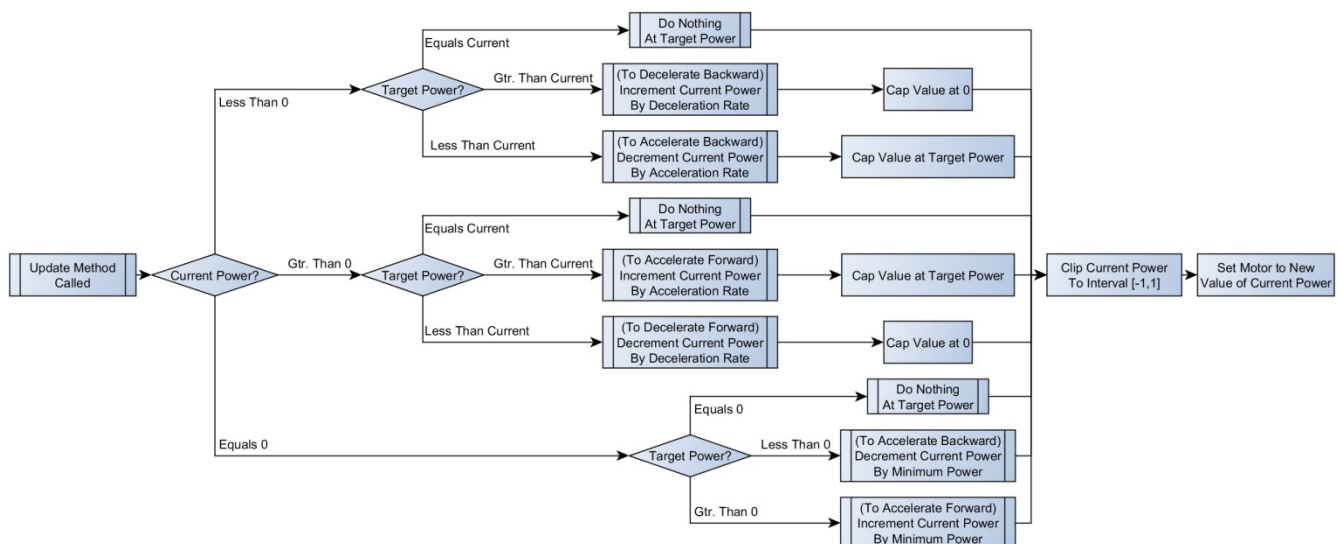 Do Nothing
At Target Power
Equals Current
Target Power?
Gtr. Than Current
(To Decelerate Backward)
Increment Current Power
By Deceleration Rate
Cap Value at 0
Less Than 0
Less Than Current
(To Accelerate Backward)
Decrement Current Power
By Acceleration Rate
Cap Value at Target Power
Do Nothing
At Target Power
Equals Current
Update Method
Called
Current Power?
Gtr. Than 0
Target Power?
Gtr. Than Current
(To Accelerate Forward)
Increment Current Power
By Acceleration Rate
Cap Value at Target Power
Clip Current Power
To Interval [-1,1]
Set Motor to New
Value of Current Power
Less Than Current
(To Decelerate Forward)
Decrement Current Power
By Deceleration Rate
Cap Value at 0
Do Nothing
At Target Power
Equals 0
Equals 0
Target Power?
Less Than 0
(To Accelerate Backward)
Decrement Current Power
By Minimum Power
Gtr. Than 0
(To Accelerate Forward)
Increment Current Power
By Minimum Power